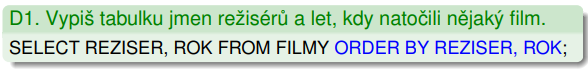 D1. Vypiš tabulku jmen režisérů a let, kdy natočili nějaký film.
SELECT REZISER, ROK FROM FILMY ORDER BY REZISER, ROK;